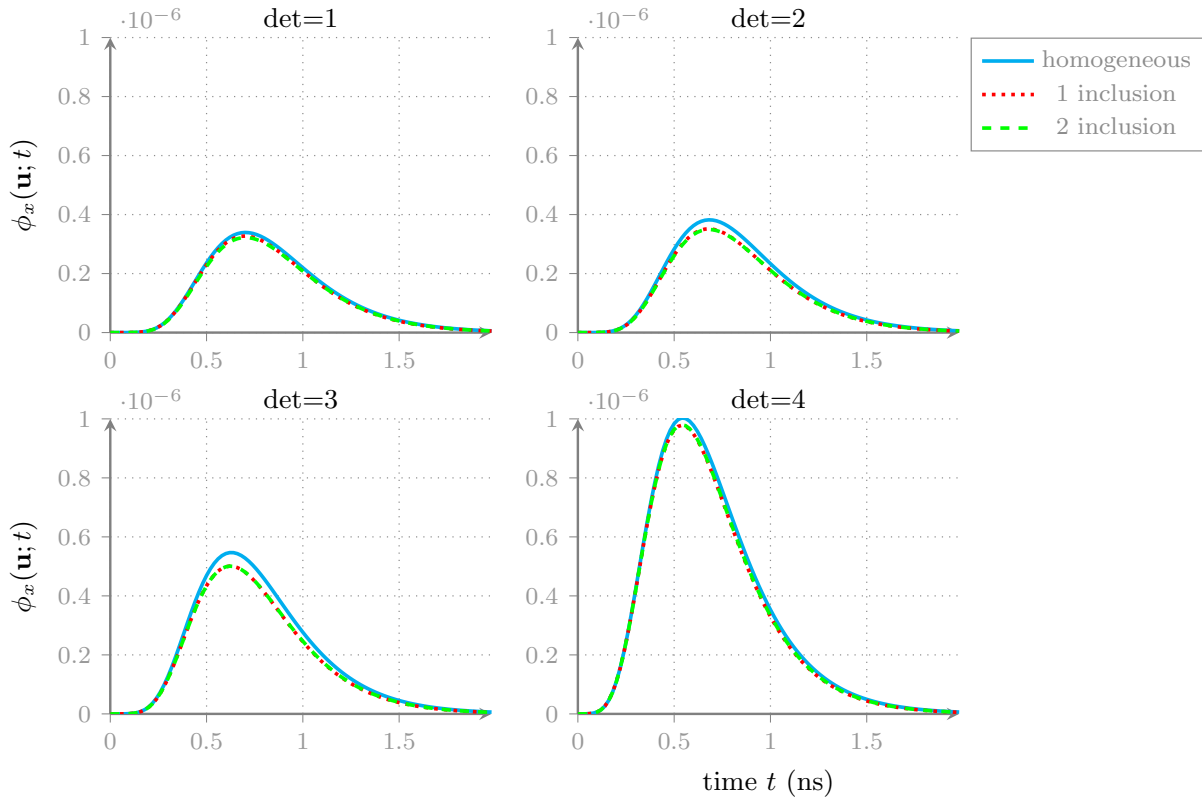 ·10−6 det=1
1
0.8
0.6
0.4
0.2
0
0 0.5 1 1.5
ϕx(u; t)
·10−6 det=2
1
0.8
0.6
0.4
0.2
0
0 0.5 1 1.5
homogeneous
1 inclusion
2 inclusion
·10−6 det=3
1
0.8
0.6
0.4
0.2
0
0 0.5 1 1.5
ϕx(u; t)
·10−6 det=4
1
0.8
0.6
0.4
0.2
0
0 0.5 1 1.5
time t (ns)